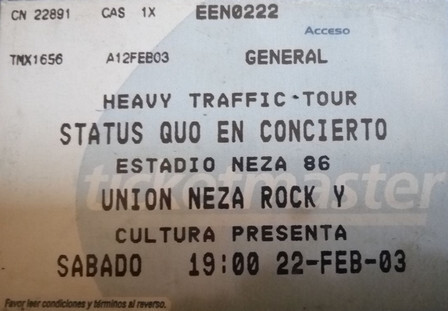 CN 22891 CAS 1X EEN0222
Acceso
TNX1656 A12FEB03 GENERAL
HEAVY TRAFFIC-TOUR
STATUS QUO EN CONCIERTO
ESTADIO NEZA 86
ticketmaster
UNION NEZA ROCK Y
CULTURA PRESENTA
SABADO 19:00 22-FEB-03
Favor leer condiciones y términos al reverso.